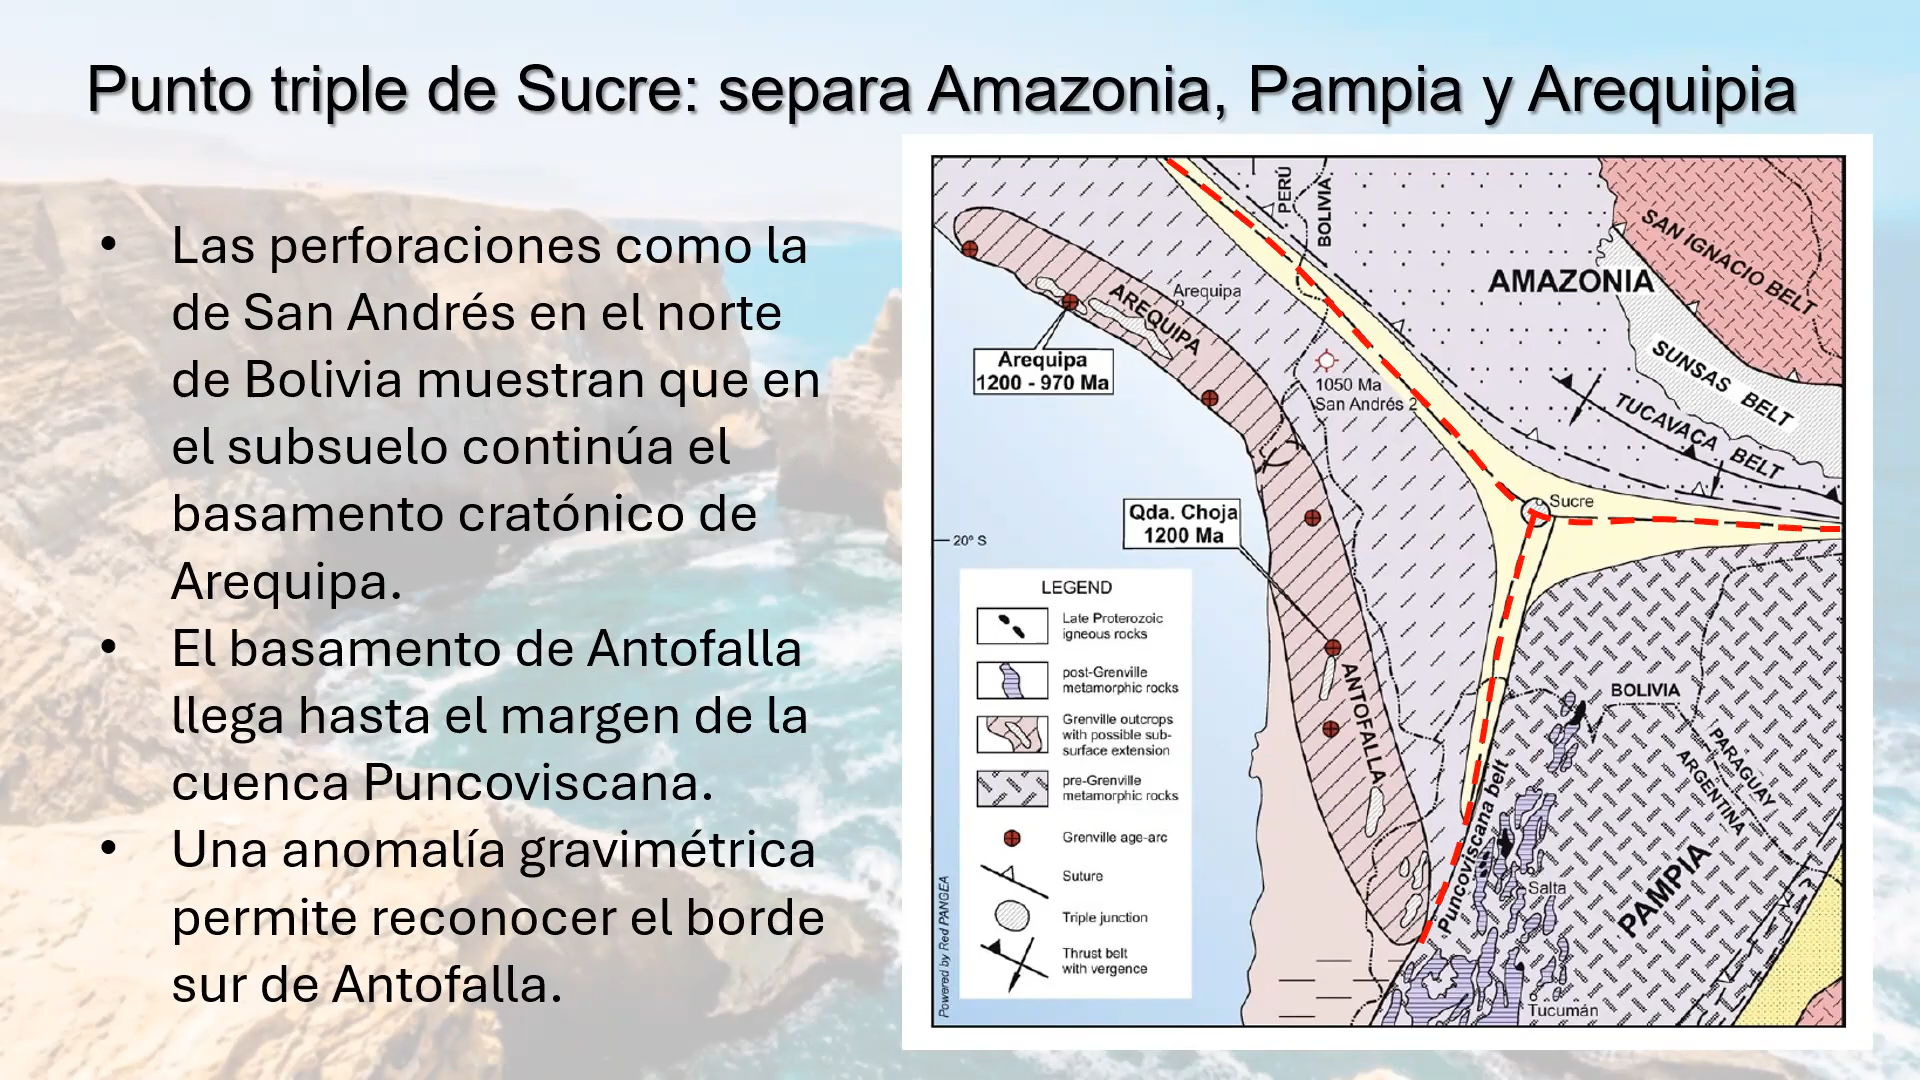 Punto triple de Sucre: separa Amazonia, Pampia y Arequipia
• Las perforaciones como la
de San Andrés en el norte
de Bolivia muestran que en
el subsuelo continúa el
basamento cratónico de
Arequipa.
• El basamento de Antofalla
llega hasta el margen de la
cuenca Puncoviscana.
• Una anomalía gravimétrica
permite reconocer el borde
sur de Antofalla.
PERÚ
BOLIVIA
SAN IGNACIO BELT
AMAZONIA
SUNSAS BELT
TUCAVACA BELT
AREQUIPA
Arequipa
Arequipa
1200 - 970 Ma
1050 Ma
San Andrés 2
Sucre
Qda. Choja
1200 Ma
20° S
ANTOFALLA
BOLIVIA
PARAGUAY
ARGENTINA
Puncoviscana belt
PAMPIA
Salta
Tucumán
LEGEND
Late Proterozoic
igneous rocks
post-Grenville
metamorphic rocks
Grenville outcrops
with possible sub-
surface extension
pre-Grenville
metamorphic rocks
Grenville age-arc
Suture
Triple junction
Thrust belt
with vergence
Powered by Red PANGEA